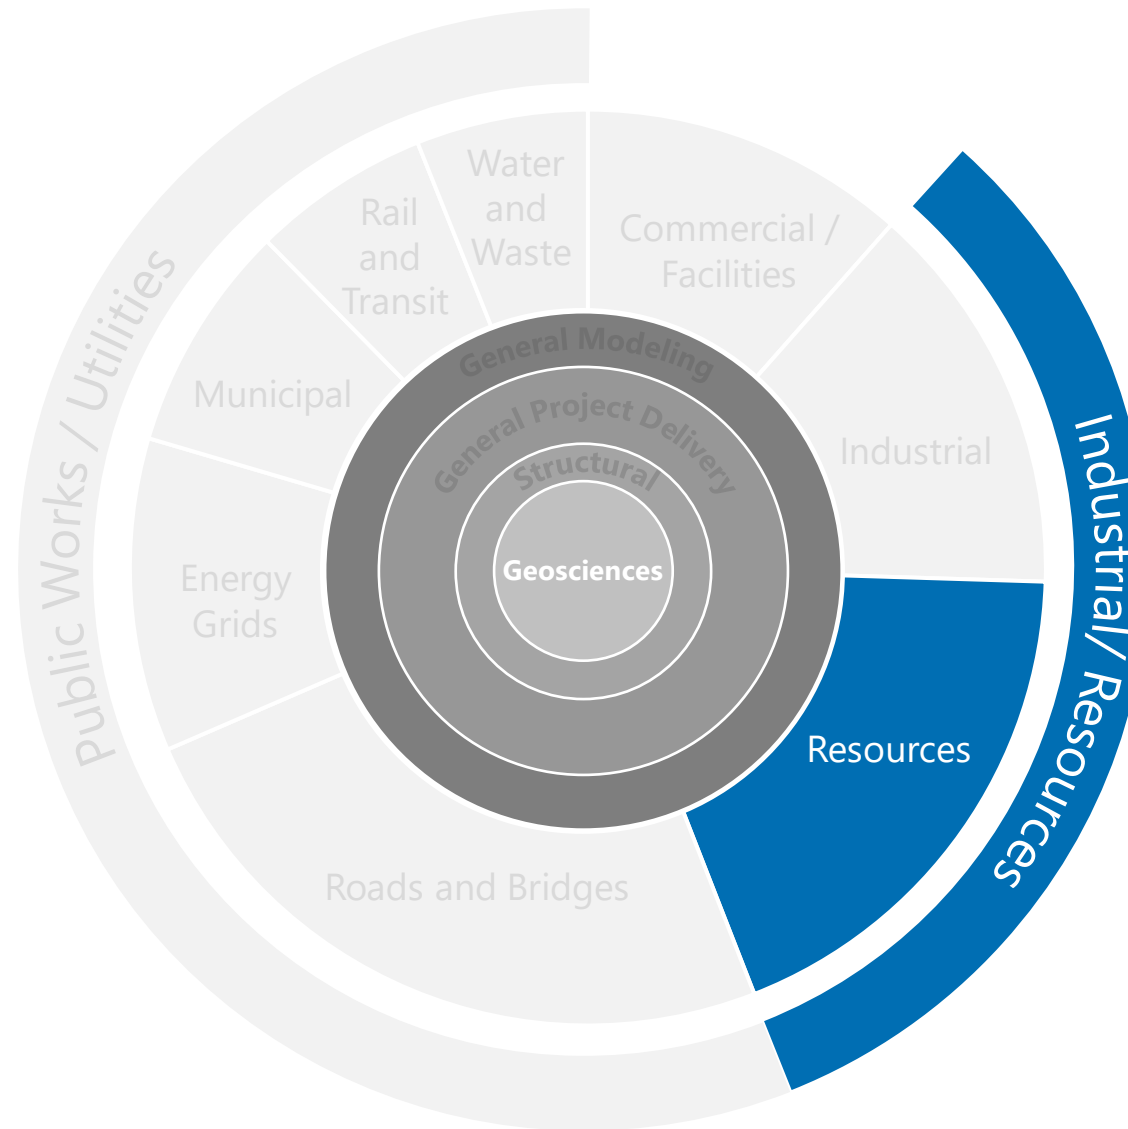 Public Works / Utilities
Water
and
Waste
Rail
and
Transit
Commercial /
Facilities
Municipal
Industrial
Energy
Grids
General Modeling
General Project Delivery
Structural
Geosciences
Resources
Roads and Bridges
Industrial/ Resources